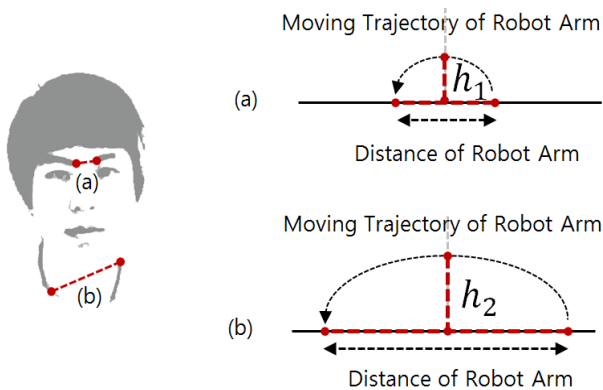 Moving Trajectory of Robot Arm
(a)
h₁
Distance of Robot Arm
(a)
(b)
Moving Trajectory of Robot Arm
(b)
h₂
Distance of Robot Arm